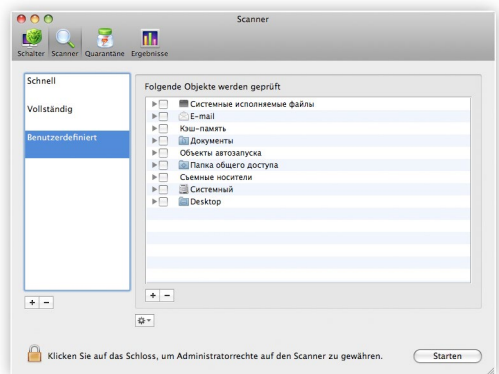 Scanner
Schalter Scanner Quarantäne Ergebnisse
Schnell
Vollständig
Benutzerdefiniert
Folgende Objekte werden geprüft
Системные исполняемые файлы
E-mail
Кэш-память
Документы
Объекты автозапуска
Папка общего доступа
Съемные носители
Системный
Desktop
Klicken Sie auf das Schloss, um Administratorrechte auf den Scanner zu gewähren.
Starten